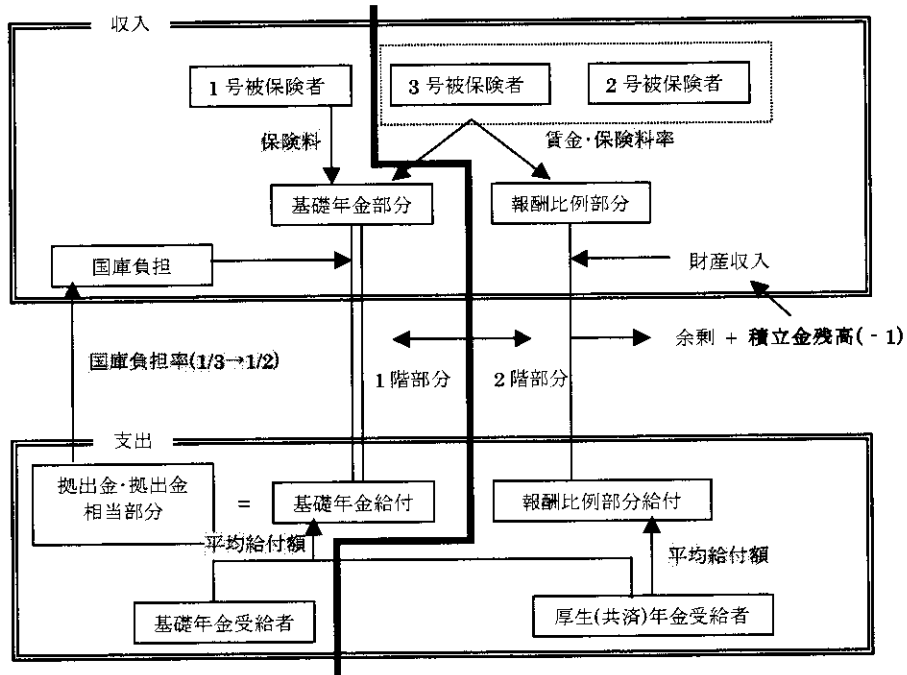 収入
1 号被保険者
3 号被保険者
2 号被保険者
保険料
賃金・保険料率
基礎年金部分
報酬比例部分
国庫負担
財産収入
余剰 + 積立金残高( - 1)
国庫負担率(1/3→1/2)
1 階部分
2 階部分
支出
拠出金・拠出金
相当部分
=
基礎年金給付
報酬比例部分給付
平均給付額
平均給付額
基礎年金受給者
厚生(共済)年金受給者